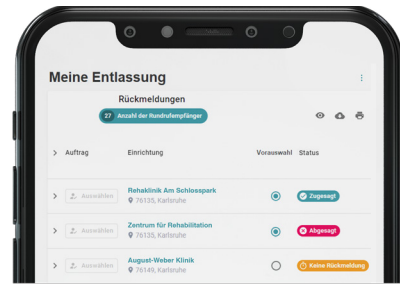 Meine Entlassung
Rückmeldungen
27 Anzahl der Rundrufempfänger
Auftrag Einrichtung Vorauswahl Status
Auswählen Rehaklinik Am Schlosspark Zugesagt
76135, Karlsruhe
Auswählen Zentrum für Rehabilitation Abgesagt
76135, Karlsruhe
Auswählen August-Weber Klinik Keine Rückmeldung
76149, Karlsruhe